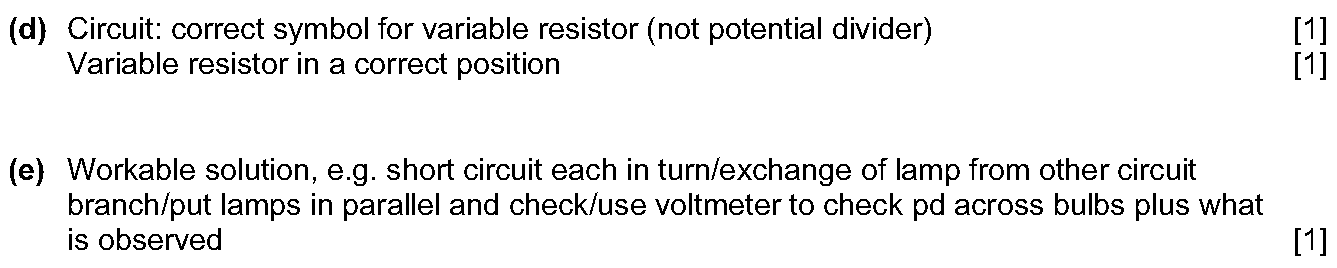 (d) Circuit: correct symbol for variable resistor (not potential divider) [1]
Variable resistor in a correct position [1]
(e) Workable solution, e.g. short circuit each in turn/exchange of lamp from other circuit
branch/put lamps in parallel and check/use voltmeter to check pd across bulbs plus what
is observed [1]